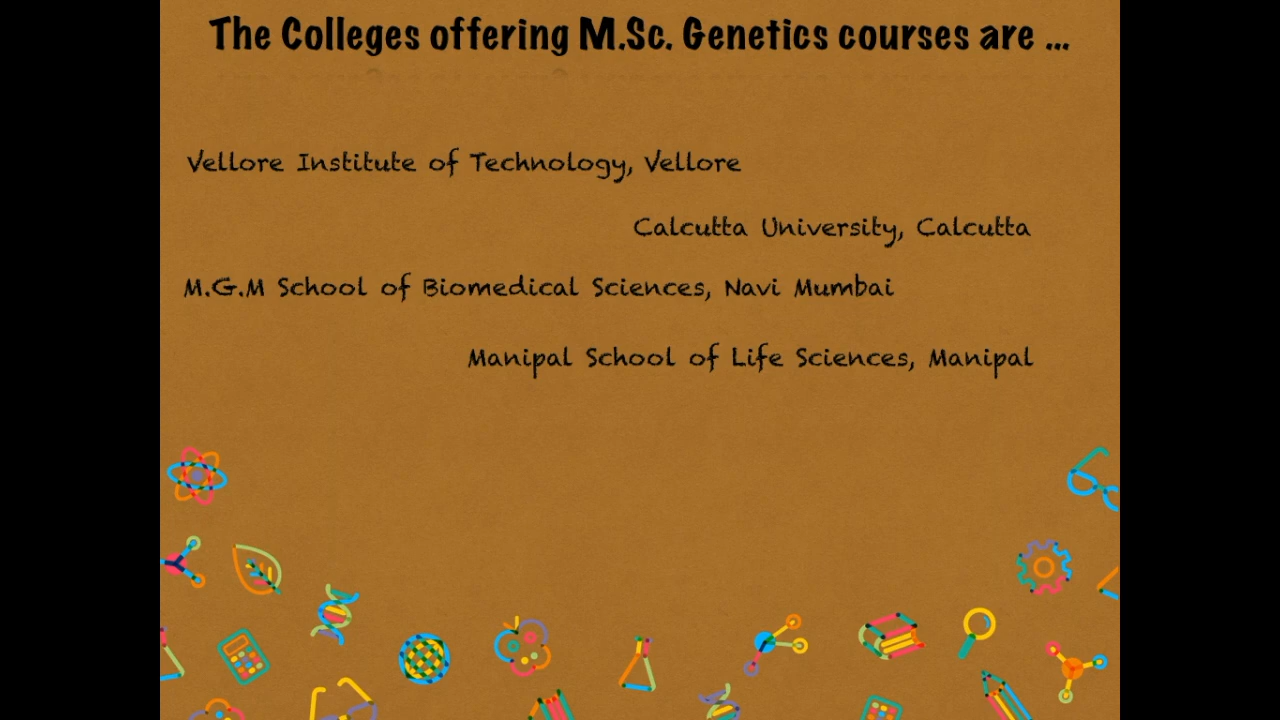 The Colleges offering M.Sc. Genetics courses are ...
Vellore Institute of Technology, Vellore
Calcutta University, Calcutta
M.G.M School of Biomedical Sciences, Navi Mumbai
Manipal School of Life Sciences, Manipal